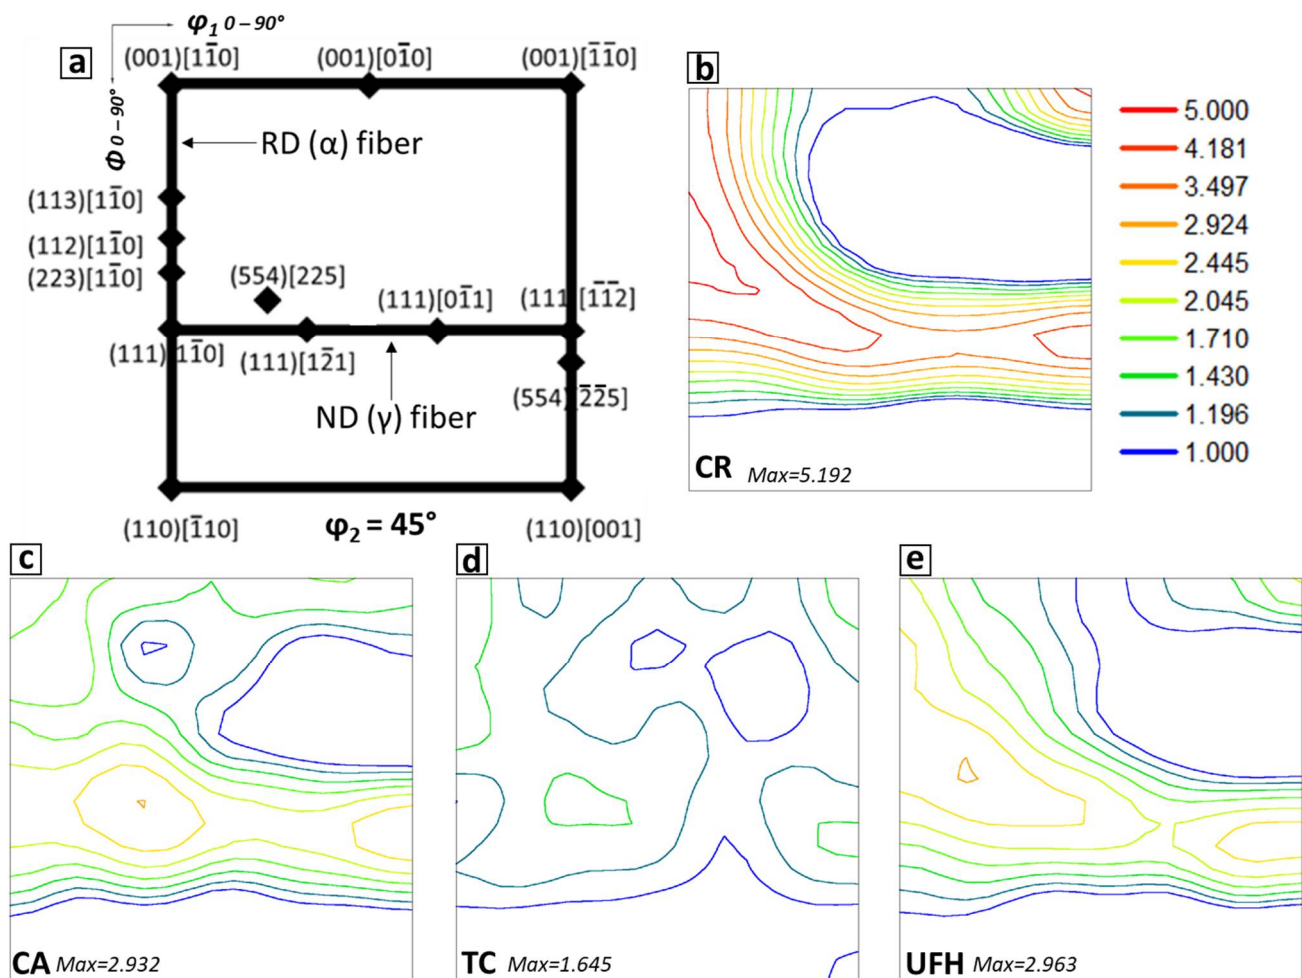 φ₁ 0 – 90°
a
(001)[11̄0]
(001)[01̄0]
(001)[1̄1̄0]
b
Φ 0 – 90°
RD (α) fiber
5.000
4.181
3.497
2.924
2.445
2.045
1.710
1.430
1.196
1.000
(113)[11̄0]
(112)[11̄0]
(223)[11̄0]
(554)[225]
(111)[01̄1]
(111)[1̄1̄2]
(111)[11̄0]
(111)[12̄1]
(554)[2̄2̄5]
ND (γ) fiber
CR Max=5.192
(110)[1̄10]
φ₂ = 45°
(110)[001]
c
d
e
CA Max=2.932
TC Max=1.645
UFH Max=2.963